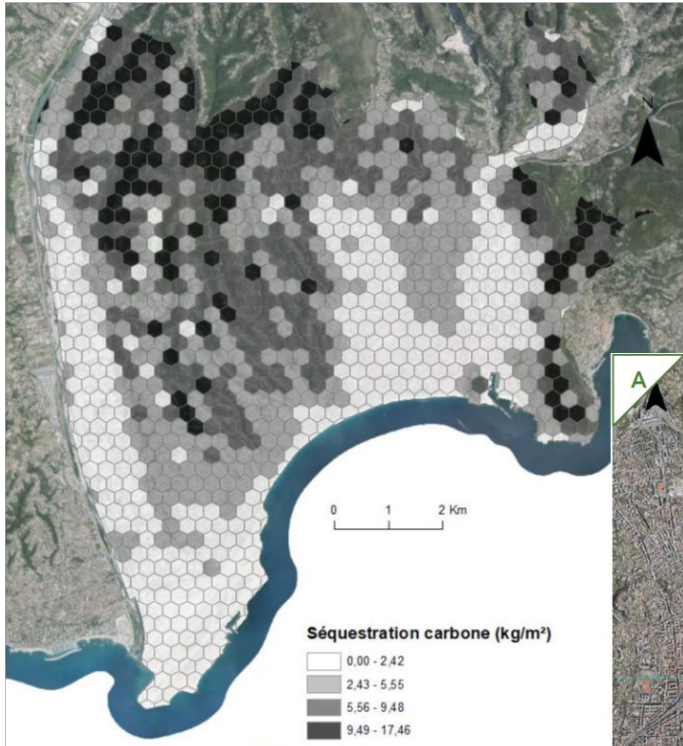 A
0 1 2 Km
Séquestration carbone (kg/m²)
0,00 - 2,42
2,43 - 5,55
5,56 - 9,48
9,49 - 17,46